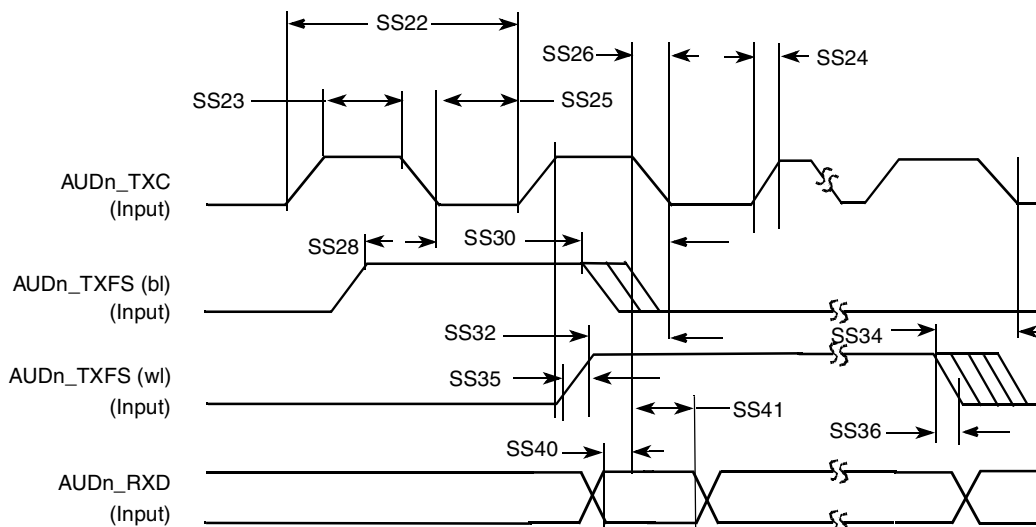 SS22
SS26
SS24
SS23
SS25
AUDn_TXC
(Input)
SS28
SS30
AUDn_TXFS (bl)
(Input)
SS32
SS34
AUDn_TXFS (wl)
(Input)
SS35
SS41
SS36
SS40
AUDn_RXD
(Input)